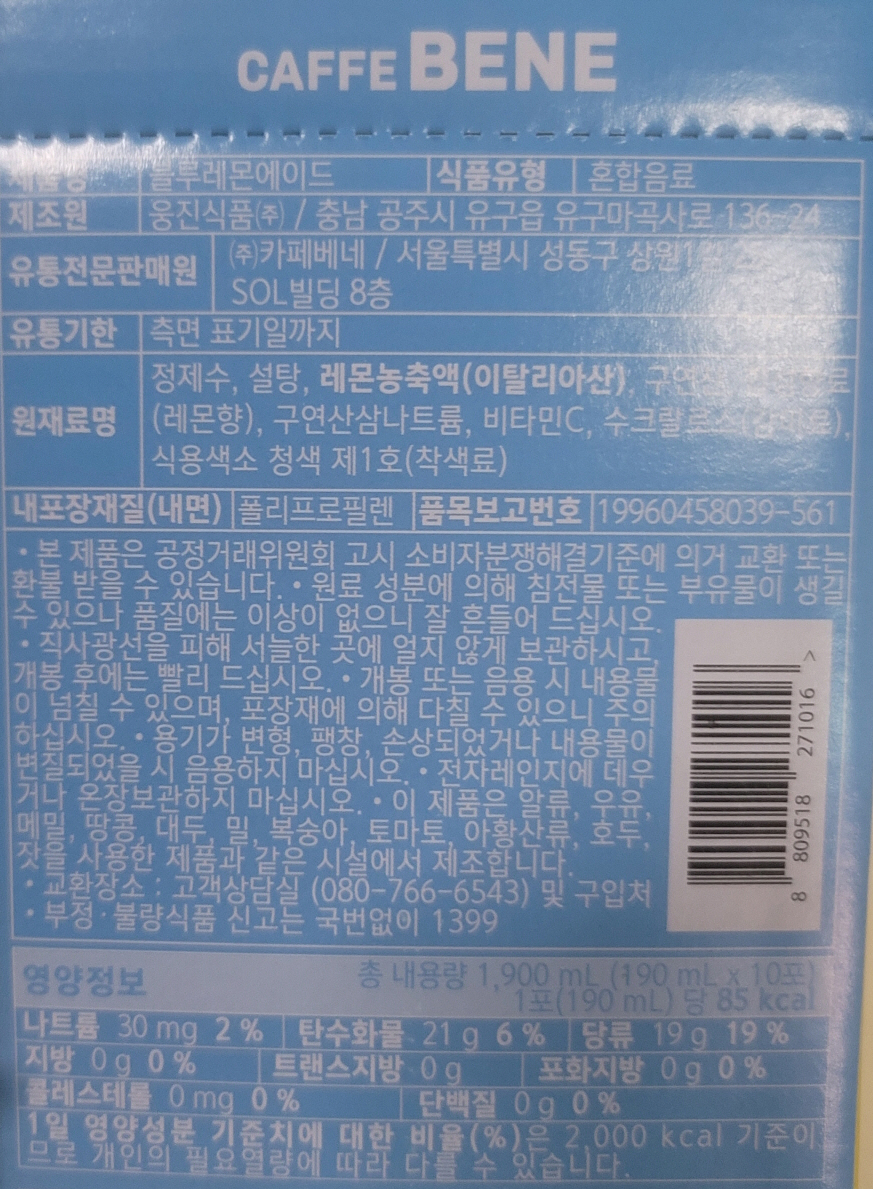 CAFFE BENE
블루레몬에이드 식품유형 혼합음료
제조원 웅진식품(주) / 충남 공주시 유구읍 유구마곡사로 136-24
유통전문판매원 (주)카페베네 / 서울특별시 성동구
SOL빌딩 8층
유통기한 측면 표기일까지
원재료명 정제수, 설탕, 레몬농축액(이탈리아산),
(레몬향), 구연산삼나트륨, 비타민C,
식용색소 청색 제1호(착색료)
내포장재질(내면) 폴리프로필렌 품목보고번호 19960458039-561
• 본 제품은 공정거래위원회 고시 소비자분쟁해결기준에 의거 교환 또는
환불 받을 수 있습니다. • 원료 성분에 의해 침전물 또는 부유물이 생길
수 있으나 품질에는 이상이 없으니 잘 흔들어 드십시오.
• 직사광선을 피해 서늘한 곳에 얼지 않게 보관하시고,
개봉 후에는 빨리 드십시오. • 개봉 또는 음용 시 내용물
이 넘칠 수 있으며, 포장재에 의해 다칠 수 있으니 주의
하십시오. • 용기가 변형, 팽창, 손상되었거나 내용물이
변질되었을 시 음용하지 마십시오. • 전자레인지에 데우
거나 온장보관하지 마십시오. • 이 제품은 알류, 우유,
메밀, 땅콩, 대두, 밀, 복숭아, 토마토, 아황산류, 호두,
잣을 사용한 제품과 같은 시설에서 제조합니다.
• 교환장소 : 고객상담실 (080-766-6543) 및 구입처
• 부정·불량식품 신고는 국번없이 1399
8 809518 271016 >
영양정보 총 내용량 1,900 mL (190 mL x 10포)
1포(190 mL) 당 85 kcal
나트륨 30 mg 2 % 탄수화물 21 g 6 % 당류 19 g 19 %
지방 0 g 0 % 트랜스지방 0 g 포화지방 0 g 0 %
콜레스테롤 0 mg 0 % 단백질 0 g 0 %
1일 영양성분 기준치에 대한 비율(%)은 2,000 kcal 기준이
므로 개인의 필요열량에 따라 다를 수 있습니다.